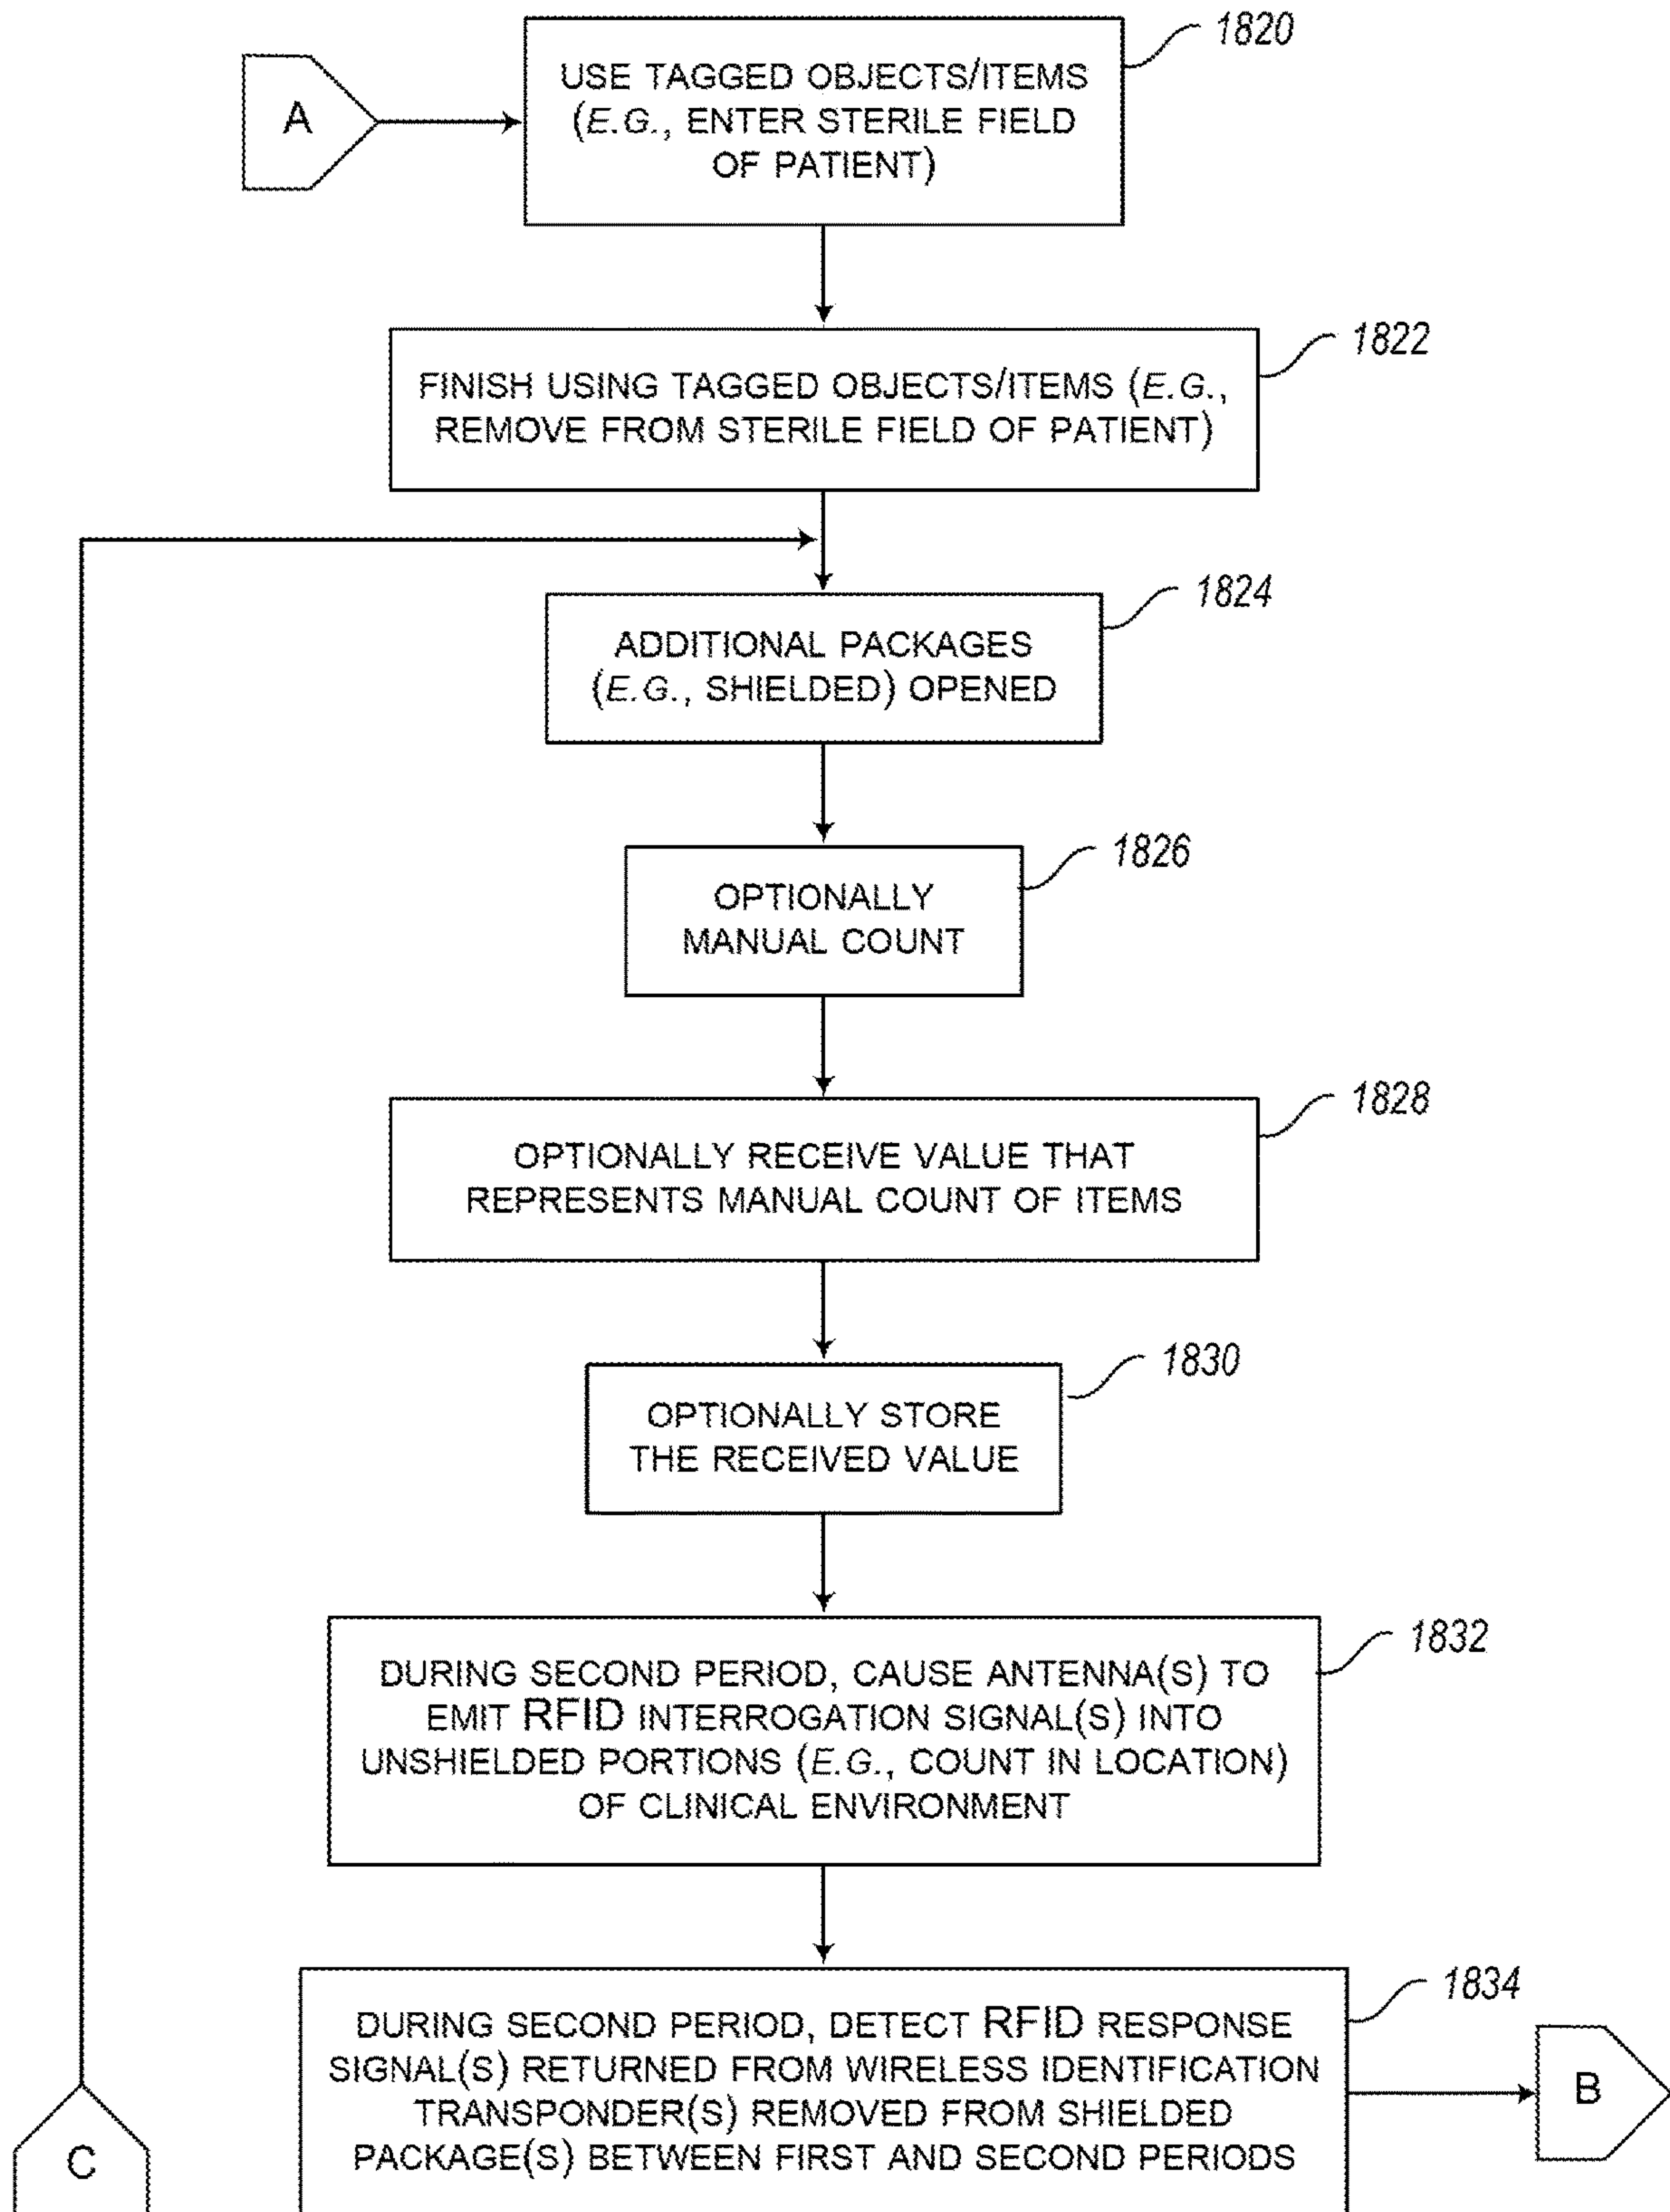 1820
A
USE TAGGED OBJECTS/ITEMS
(E.G., ENTER STERILE FIELD
OF PATIENT)
1822
FINISH USING TAGGED OBJECTS/ITEMS (E.G.,
REMOVE FROM STERILE FIELD OF PATIENT)
1824
ADDITIONAL PACKAGES
(E.G., SHIELDED) OPENED
1826
OPTIONALLY
MANUAL COUNT
1828
OPTIONALLY RECEIVE VALUE THAT
REPRESENTS MANUAL COUNT OF ITEMS
1830
OPTIONALLY STORE
THE RECEIVED VALUE
1832
DURING SECOND PERIOD, CAUSE ANTENNA(S) TO
EMIT RFID INTERROGATION SIGNAL(S) INTO
UNSHIELDED PORTIONS (E.G., COUNT IN LOCATION)
OF CLINICAL ENVIRONMENT
1834
DURING SECOND PERIOD, DETECT RFID RESPONSE
SIGNAL(S) RETURNED FROM WIRELESS IDENTIFICATION
TRANSPONDER(S) REMOVED FROM SHIELDED
PACKAGE(S) BETWEEN FIRST AND SECOND PERIODS
B
C